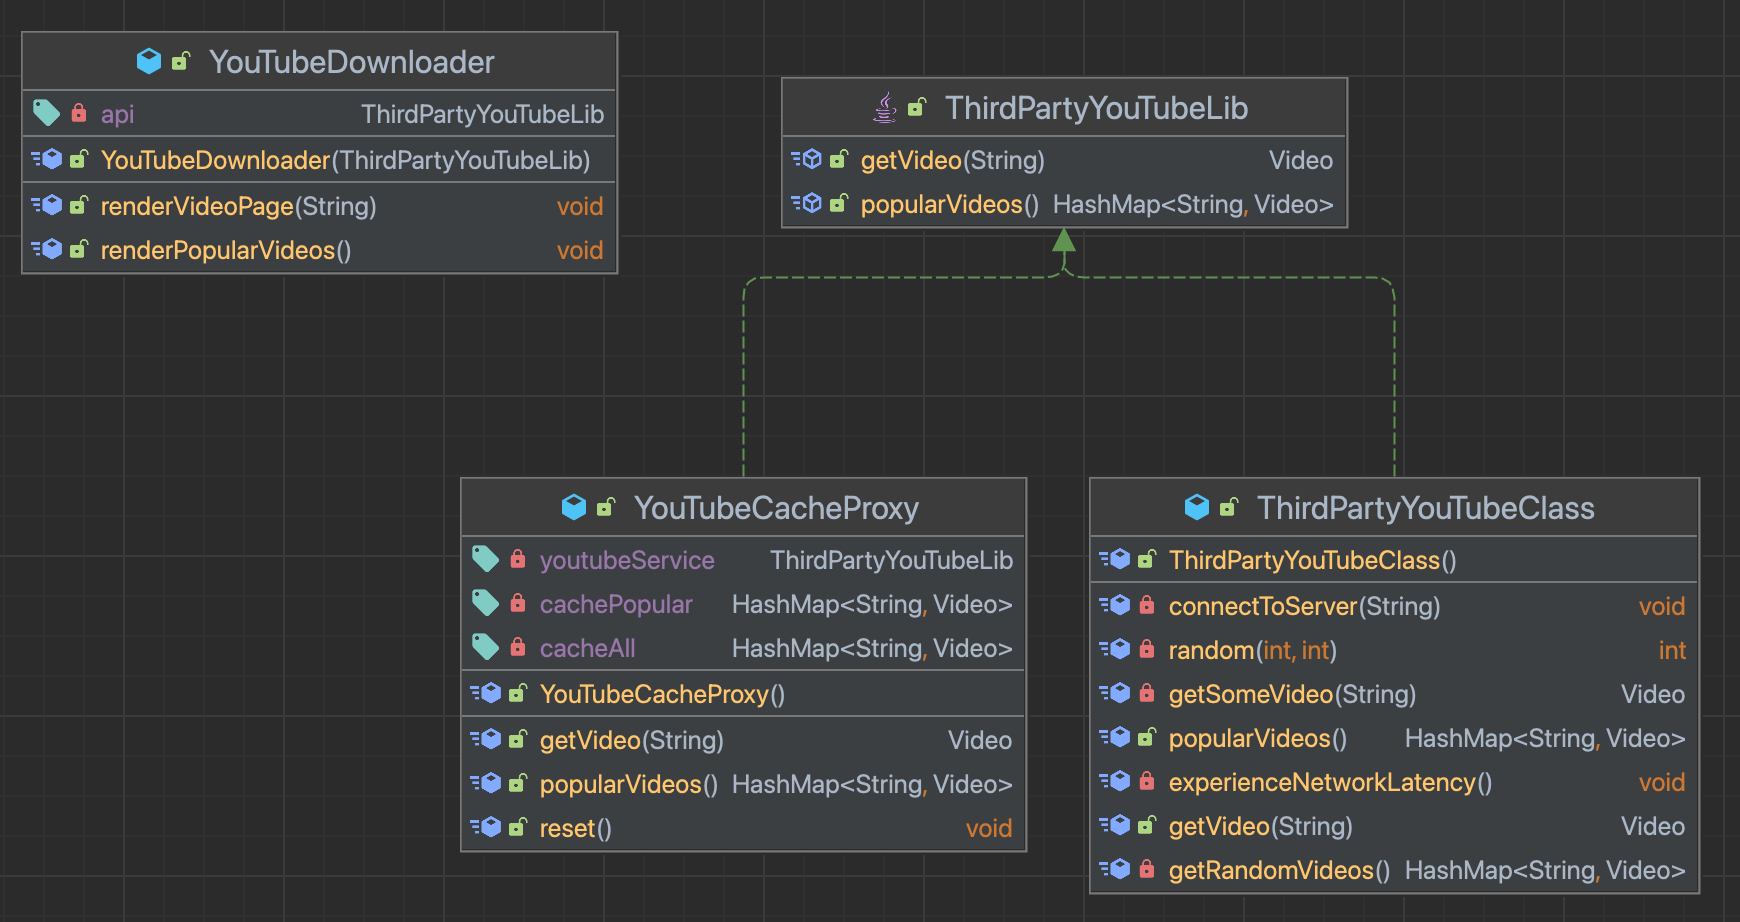 YouTubeDownloader
api ThirdPartyYouTubeLib
YouTubeDownloader(ThirdPartyYouTubeLib)
renderVideoPage(String) void
renderPopularVideos() void
ThirdPartyYouTubeLib
getVideo(String) Video
popularVideos() HashMap<String, Video>
YouTubeCacheProxy
youtubeService ThirdPartyYouTubeLib
cachePopular HashMap<String, Video>
cacheAll HashMap<String, Video>
YouTubeCacheProxy()
getVideo(String) Video
popularVideos() HashMap<String, Video>
reset() void
ThirdPartyYouTubeClass
ThirdPartyYouTubeClass()
connectToServer(String) void
random(int, int) int
getSomeVideo(String) Video
popularVideos() HashMap<String, Video>
experienceNetworkLatency() void
getVideo(String) Video
getRandomVideos() HashMap<String, Video>